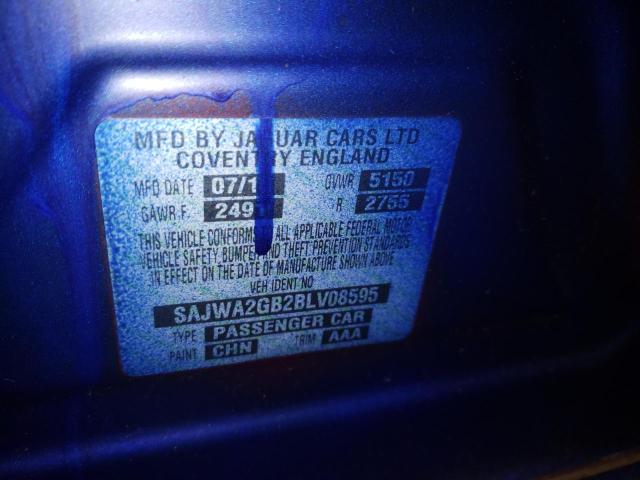 MFD BY JAGUAR CARS LTD
COVENTRY ENGLAND
MFD DATE 07/1 GVWR 5150
GAWR F. 249 R 2755
THIS VEHICLE CONFORMS ALL APPLICABLE FEDERAL MOTOR
VEHICLE SAFETY, BUMPER AND THEFT PREVENTION STANDARDS
IN EFFECT ON THE DATE OF MANUFACTURE SHOWN ABOVE
VEH IDENT NO
SAJWA2GB2BLV08595
TYPE PASSENGER CAR
PAINT CHN TRIM AAA